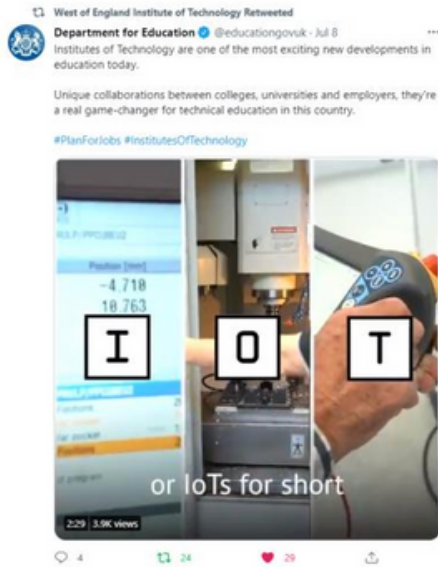 West of England Institute of Technology Retweeted
Department for Education @educationgovuk · Jul 8
Institutes of Technology are one of the most exciting new developments in
education today.
Unique collaborations between colleges, universities and employers, they're
a real game-changer for technical education in this country.
#PlanForJobs #InstitutesOfTechnology
Position [mm]
-4.710
10.763
I O T
or IoTs for short
2:29 3.9K views
4 24 29